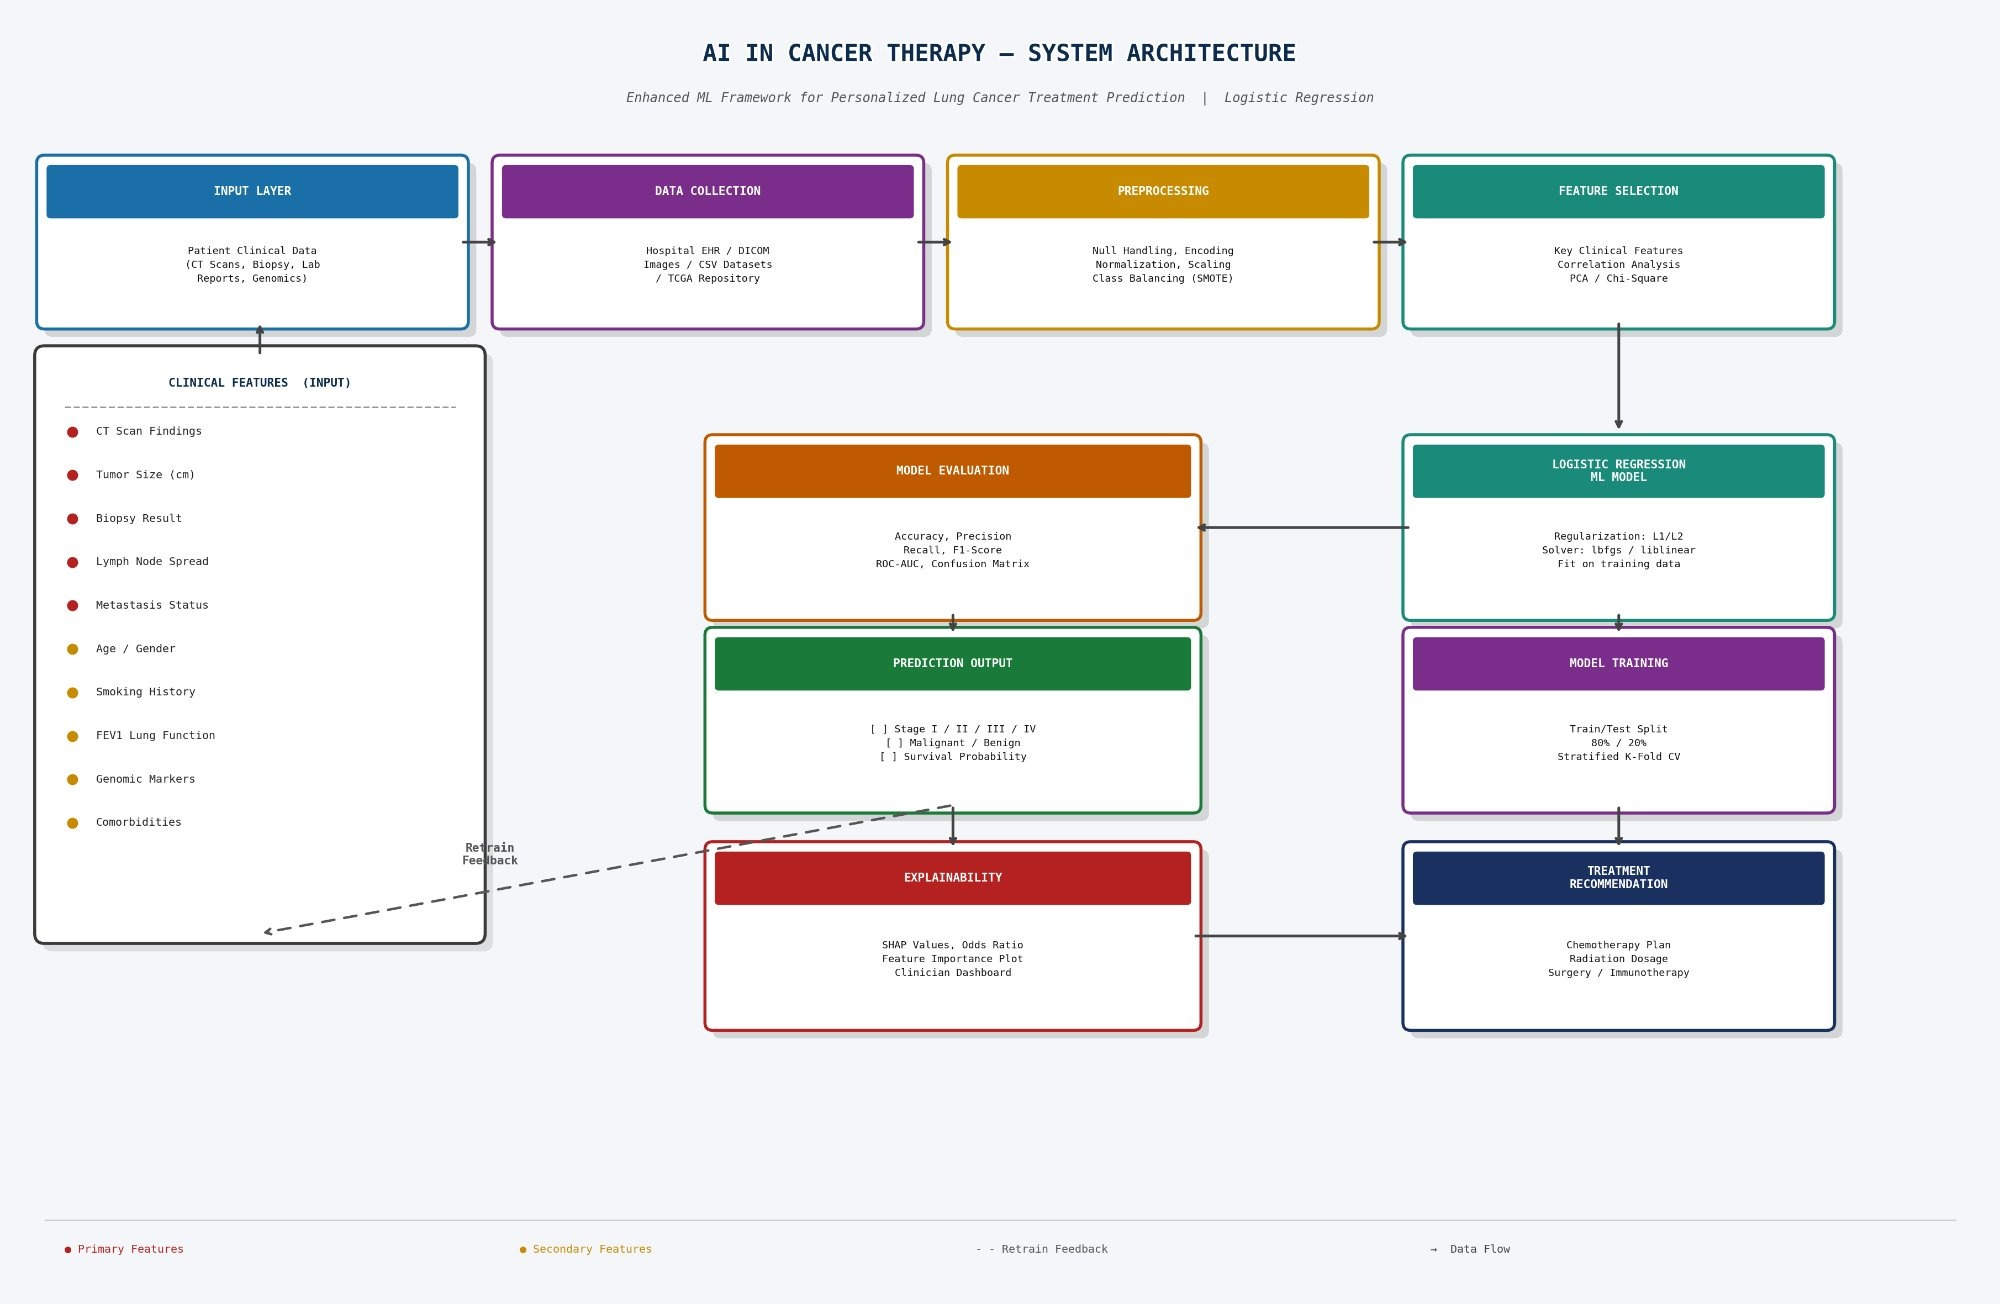 AI IN CANCER THERAPY — SYSTEM ARCHITECTURE
Enhanced ML Framework for Personalized Lung Cancer Treatment Prediction | Logistic Regression
INPUT LAYER
Patient Clinical Data
(CT Scans, Biopsy, Lab
Reports, Genomics)
DATA COLLECTION
Hospital EHR / DICOM
Images / CSV Datasets
/ TCGA Repository
PREPROCESSING
Null Handling, Encoding
Normalization, Scaling
Class Balancing (SMOTE)
FEATURE SELECTION
Key Clinical Features
Correlation Analysis
PCA / Chi-Square
CLINICAL FEATURES (INPUT)
CT Scan Findings
Tumor Size (cm)
Biopsy Result
Lymph Node Spread
Metastasis Status
Age / Gender
Smoking History
FEV1 Lung Function
Genomic Markers
Comorbidities
LOGISTIC REGRESSION
ML MODEL
Regularization: L1/L2
Solver: lbfgs / liblinear
Fit on training data
MODEL EVALUATION
Accuracy, Precision
Recall, F1-Score
ROC-AUC, Confusion Matrix
PREDICTION OUTPUT
[ ] Stage I / II / III / IV
[ ] Malignant / Benign
[ ] Survival Probability
MODEL TRAINING
Train/Test Split
80% / 20%
Stratified K-Fold CV
Retrain
Feedback
EXPLAINABILITY
SHAP Values, Odds Ratio
Feature Importance Plot
Clinician Dashboard
TREATMENT
RECOMMENDATION
Chemotherapy Plan
Radiation Dosage
Surgery / Immunotherapy
● Primary Features
● Secondary Features
- - Retrain Feedback
→ Data Flow